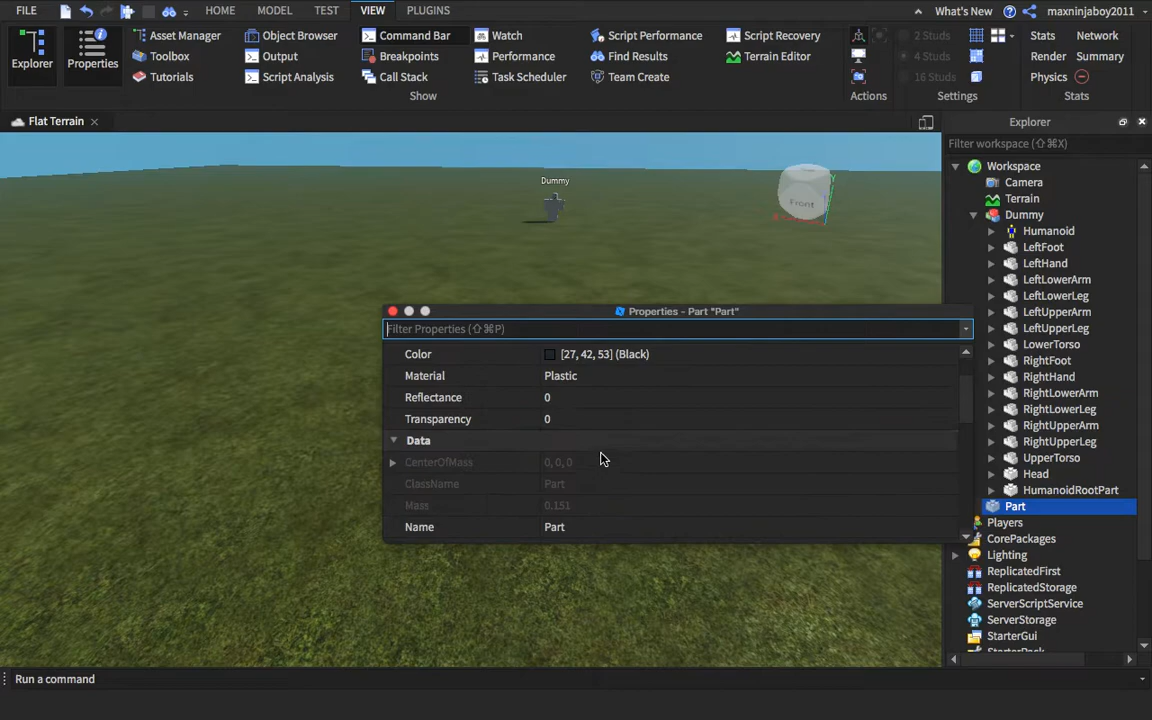 FILE HOME MODEL TEST VIEW PLUGINS What's New maxninjaboy2011
Explorer
Properties
Asset Manager Object Browser Command Bar Watch Script Performance Script Recovery
Toolbox Output Breakpoints Performance Find Results Terrain Editor
Tutorials Script Analysis Call Stack Task Scheduler Team Create
Show
Actions
2 Studs
4 Studs
16 Studs
Settings
Stats Network
Render Summary
Physics
Stats
Flat Terrain
Dummy
Front
Y
Properties - Part "Part"
Filter Properties (⇧⌘P)
Color [27, 42, 53] (Black)
Material Plastic
Reflectance 0
Transparency 0
Data
CenterOfMass 0, 0, 0
ClassName Part
Mass 0.151
Name Part
Explorer
Filter workspace (⇧⌘X)
Workspace
Camera
Terrain
Dummy
Humanoid
LeftFoot
LeftHand
LeftLowerArm
LeftLowerLeg
LeftUpperArm
LeftUpperLeg
LowerTorso
RightFoot
RightHand
RightLowerArm
RightLowerLeg
RightUpperArm
RightUpperLeg
UpperTorso
Head
HumanoidRootPart
Part
Players
CorePackages
Lighting
ReplicatedFirst
ReplicatedStorage
ServerScriptService
ServerStorage
StarterGui
StarterPack
Run a command